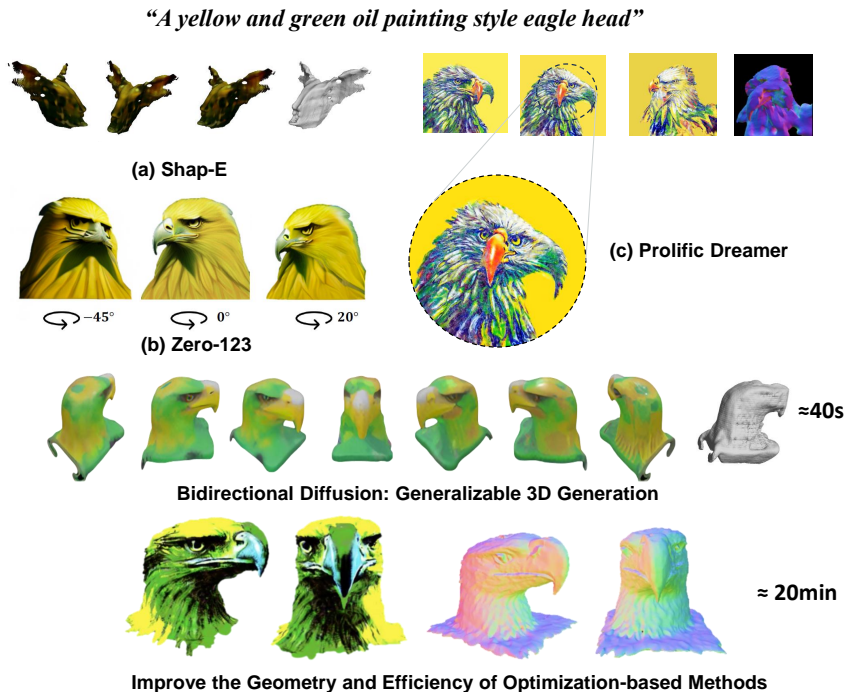 “A yellow and green oil painting style eagle head”
(a) Shap-E
(c) Prolific Dreamer
−45°
0°
20°
(b) Zero-123
≈40s
Bidirectional Diffusion: Generalizable 3D Generation
≈ 20min
Improve the Geometry and Efficiency of Optimization-based Methods